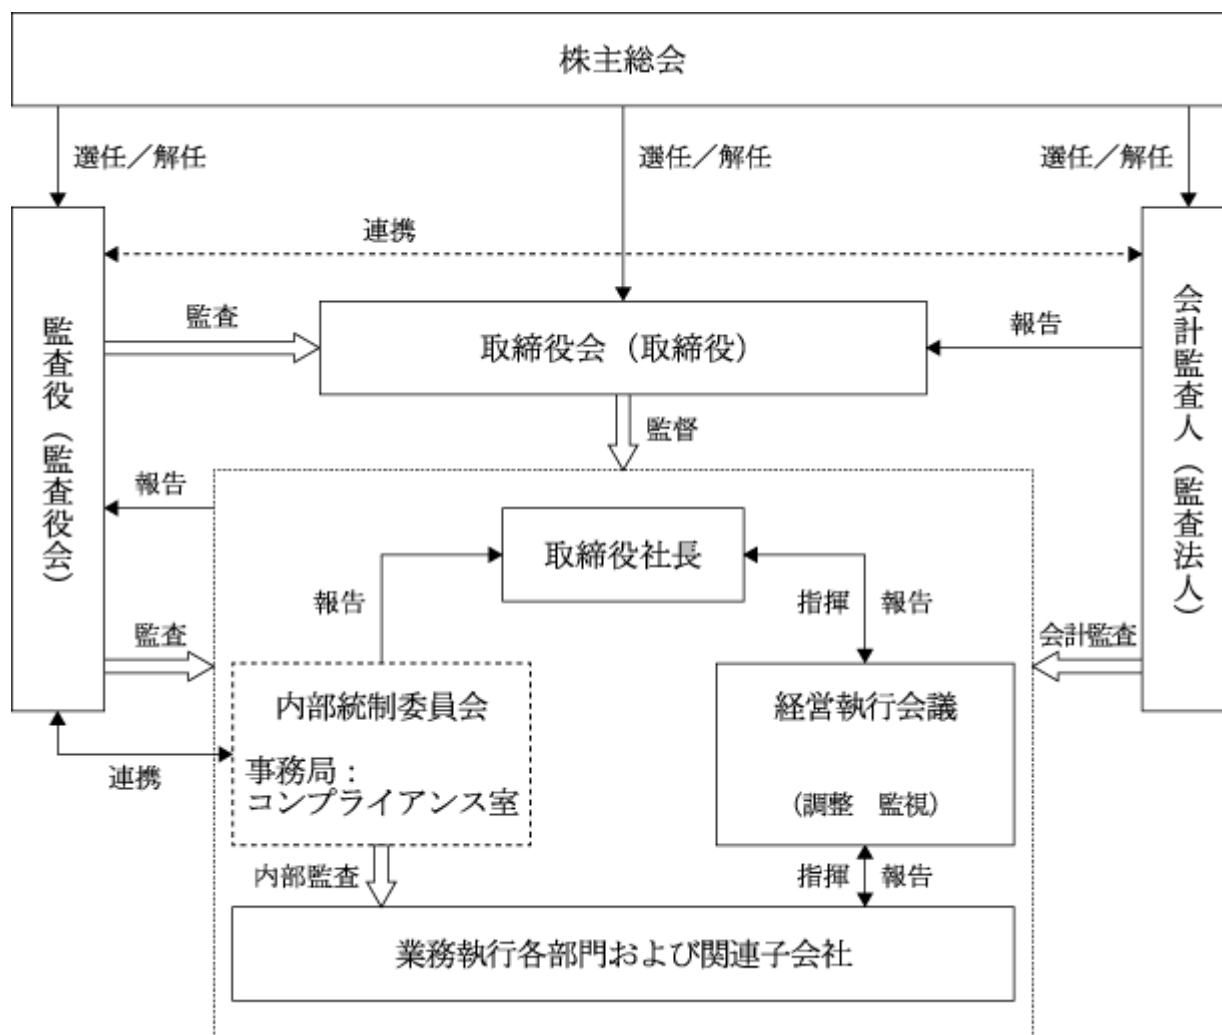 株主総会
選任／解任
選任／解任
選任／解任
連携
監査役（監査役会）
監査
取締役会（取締役）
報告
会計監査人（監査法人）
監督
報告
取締役社長
報告
指揮
報告
監査
会計監査
内部統制委員会
事務局：
コンプライアンス室
経営執行会議
（調整　監視）
連携
内部監査
指揮
報告
業務執行各部門および関連子会社